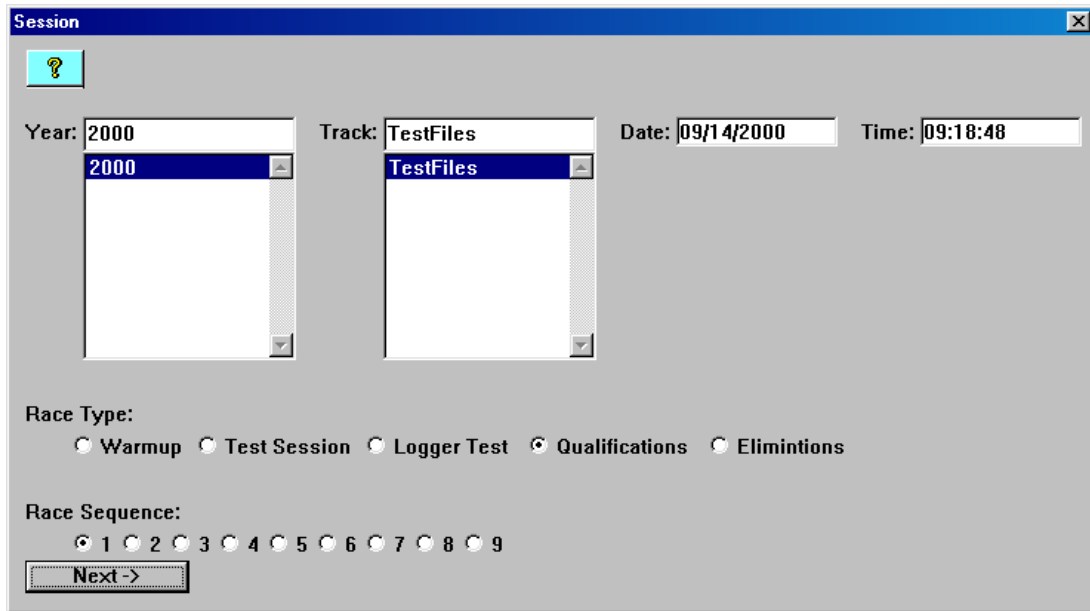 Session
?
Year: 2000 Track: TestFiles Date: 09/14/2000 Time: 09:18:48
2000 TestFiles
Race Type:
Warmup Test Session Logger Test Qualifications Elimintions
Race Sequence:
1 2 3 4 5 6 7 8 9
Next ->